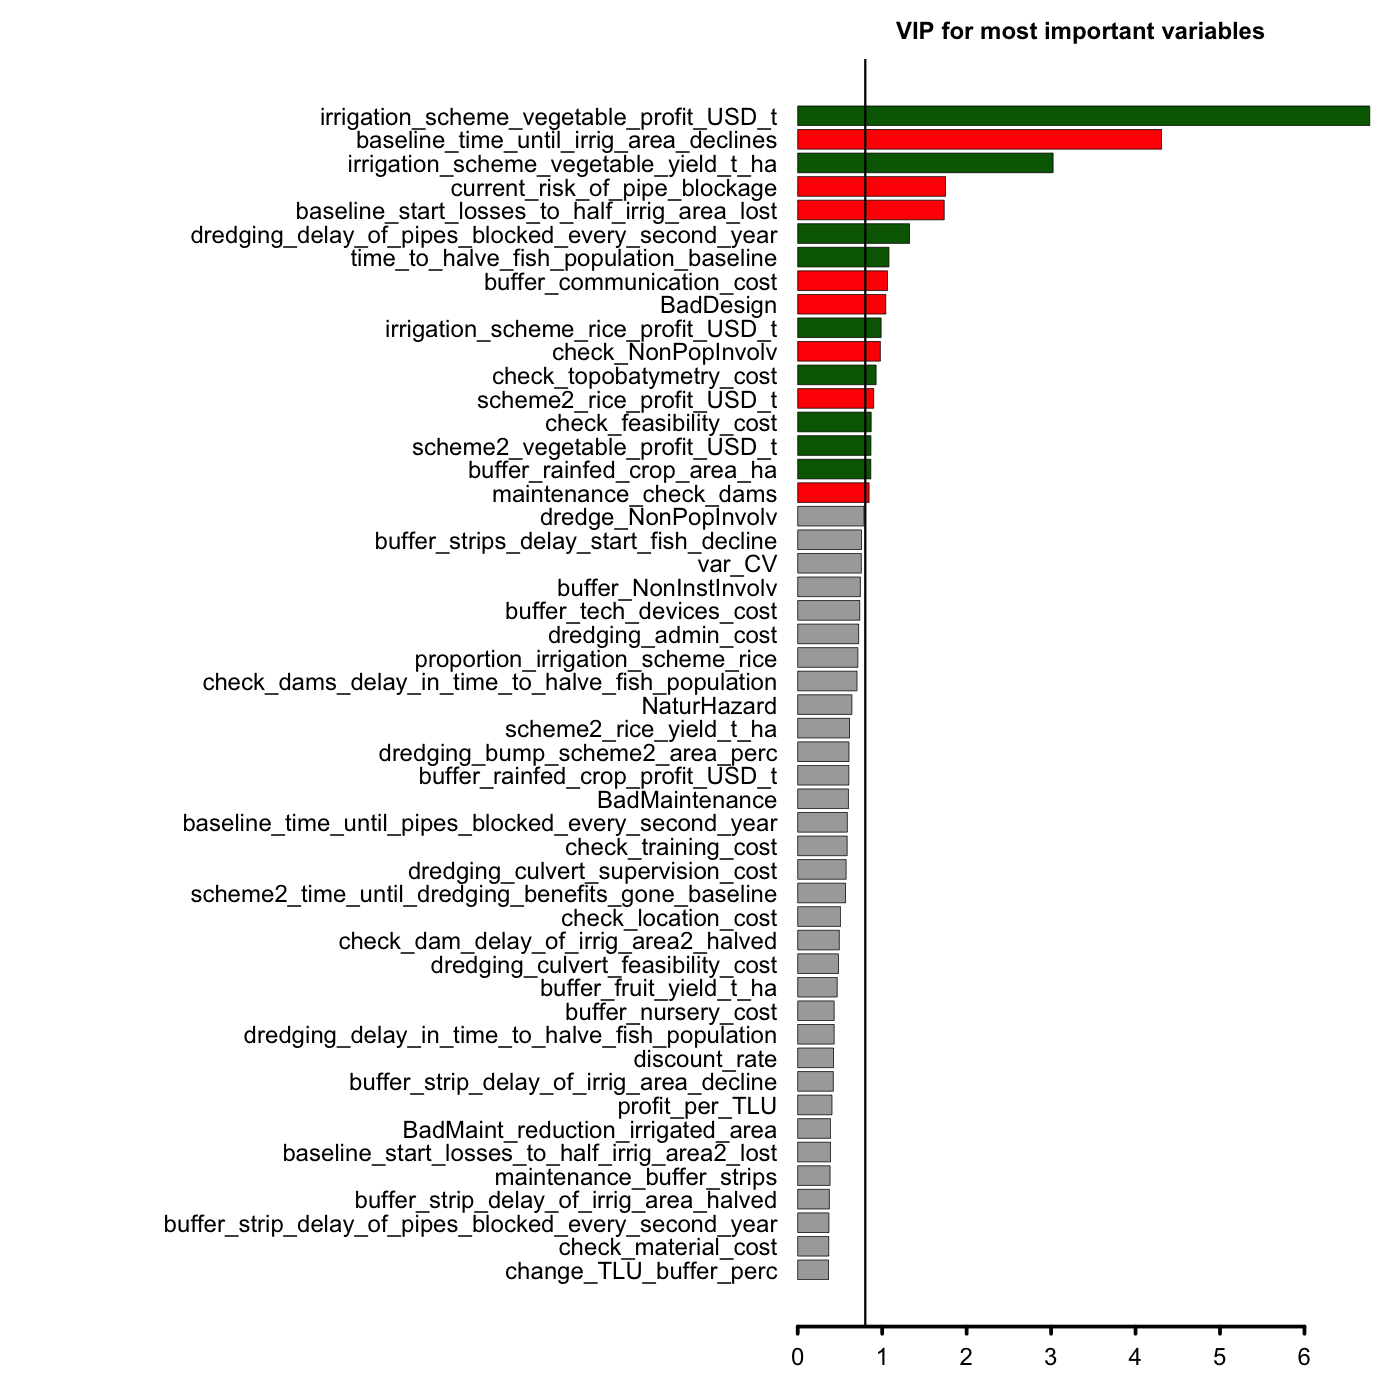 VIP for most important variables
irrigation_scheme_vegetable_profit_USD_t
baseline_time_until_irrig_area_declines
irrigation_scheme_vegetable_yield_t_ha
current_risk_of_pipe_blockage
baseline_start_losses_to_half_irrig_area_lost
dredging_delay_of_pipes_blocked_every_second_year
time_to_halve_fish_population_baseline
buffer_communication_cost
BadDesign
irrigation_scheme_rice_profit_USD_t
check_NonPopInvolv
check_topobatymetry_cost
scheme2_rice_profit_USD_t
check_feasibility_cost
scheme2_vegetable_profit_USD_t
buffer_rainfed_crop_area_ha
maintenance_check_dams
dredge_NonPopInvolv
buffer_strips_delay_start_fish_decline
var_CV
buffer_NonInstInvolv
buffer_tech_devices_cost
dredging_admin_cost
proportion_irrigation_scheme_rice
check_dams_delay_in_time_to_halve_fish_population
NaturHazard
scheme2_rice_yield_t_ha
dredging_bump_scheme2_area_perc
buffer_rainfed_crop_profit_USD_t
BadMaintenance
baseline_time_until_pipes_blocked_every_second_year
check_training_cost
dredging_culvert_supervision_cost
scheme2_time_until_dredging_benefits_gone_baseline
check_location_cost
check_dam_delay_of_irrig_area2_halved
dredging_culvert_feasibility_cost
buffer_fruit_yield_t_ha
buffer_nursery_cost
dredging_delay_in_time_to_halve_fish_population
discount_rate
buffer_strip_delay_of_irrig_area_decline
profit_per_TLU
BadMaint_reduction_irrigated_area
baseline_start_losses_to_half_irrig_area2_lost
maintenance_buffer_strips
buffer_strip_delay_of_irrig_area_halved
buffer_strip_delay_of_pipes_blocked_every_second_year
check_material_cost
change_TLU_buffer_perc
0 1 2 3 4 5 6